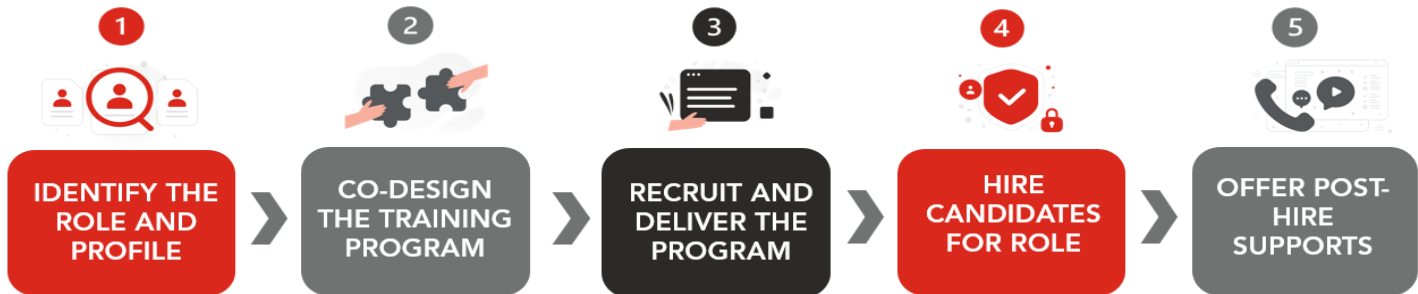 1
2
3
4
5
IDENTIFY THE
ROLE AND
PROFILE
CO-DESIGN
THE TRAINING
PROGRAM
RECRUIT AND
DELIVER THE
PROGRAM
HIRE
CANDIDATES
FOR ROLE
OFFER POST-
HIRE
SUPPORTS